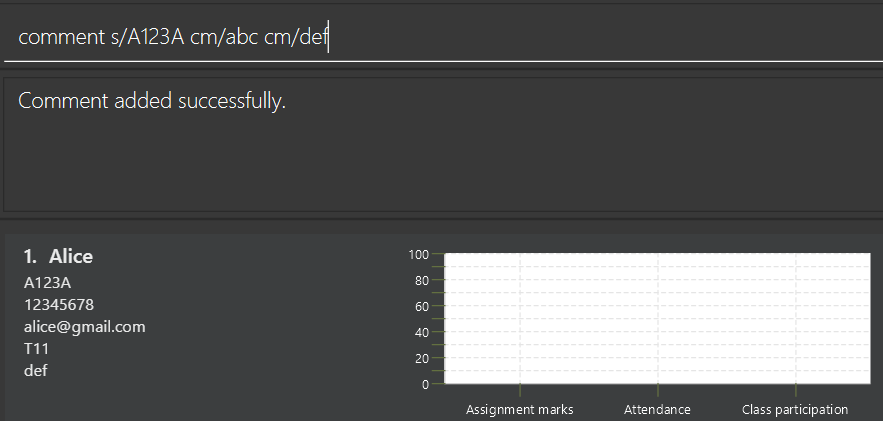 comment s/A123A cm/abc cm/def
Comment added successfully.
1. Alice
A123A
12345678
alice@gmail.com
T11
def
100
80
60
40
20
0
Assignment marks
Attendance
Class participation